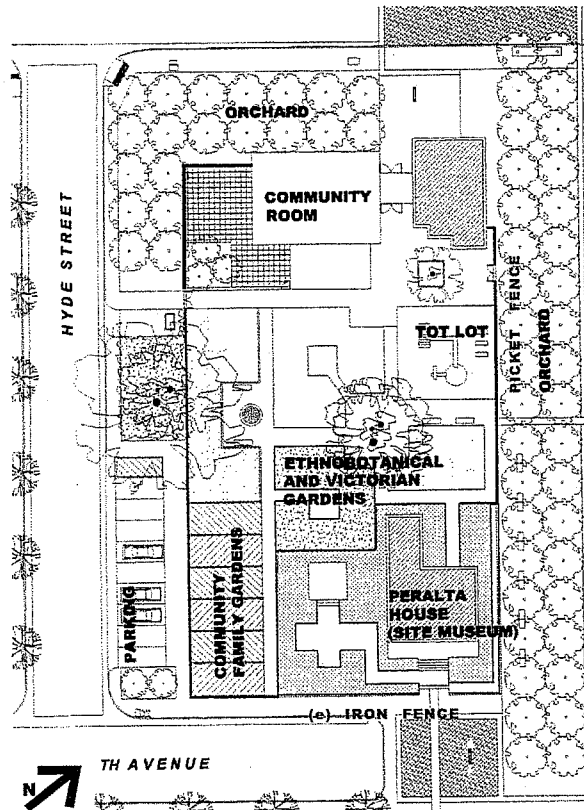 ORCHARD
COMMUNITY
ROOM
HYDE STREET
TOT LOT
PICKET FENCE
ORCHARD
ETHNOBOTANICAL
AND VICTORIAN
GARDENS
PERALTA
HOUSE
(SITE MUSEUM)
COMMUNITY
FAMILY GARDENS
PARKDIG
(e) IRON FENCE
TH AVENUE
N